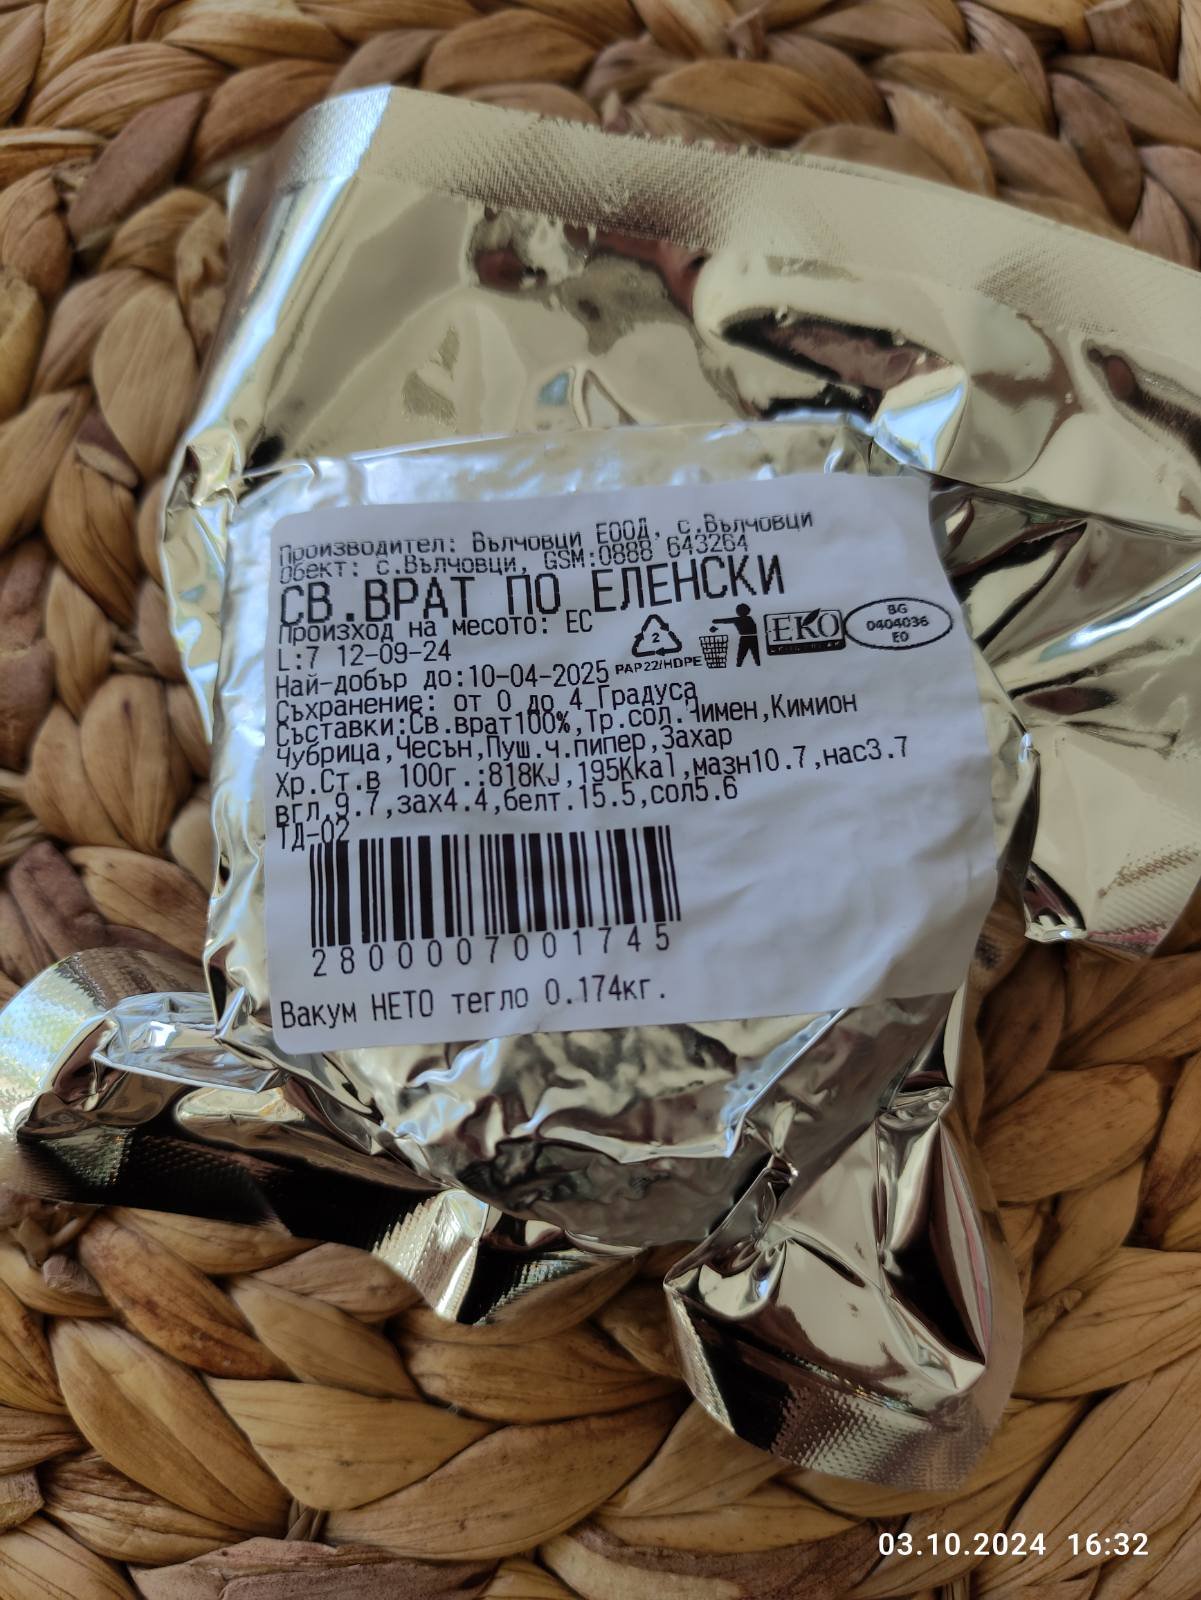 Производител: Вълчовци ЕООД, с.Вълчовци
Обект: с.Вълчовци, GSM:0888 643264
СВ.ВРАТ ПО ЕЛЕНСКИ
Произход на месото: ЕС
L:7 12-09-24
2
PAP22/HDPE
EKO
BG
0404036
EO
Най-добър до:10-04-2025
Съхранение: от 0 до 4 Градуса
Съставки:Св.врат100%,Тр.сол.Чимен,Кимион
Чубрица,Чесън,Пуш.ч.пипер,Захар
Хр.Ст.в 100г.:818KJ,195Kkal,мазн10.7,нас3.7
вгл.9.7,зах4.4,белт.15.5,сол5.6
ТД-02
2800007001745
Вакум НЕТО тегло 0.174кг.
03.10.2024 16:32